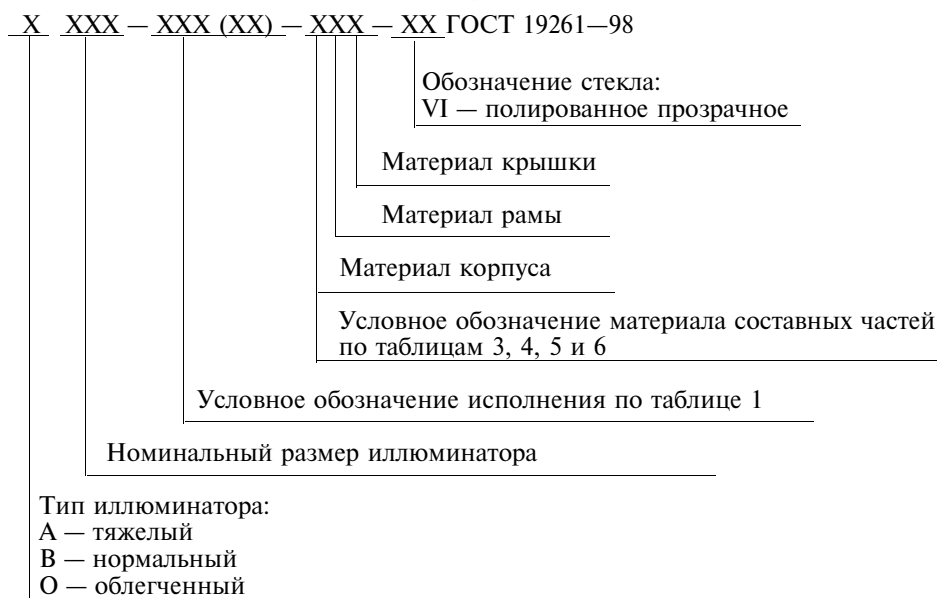 X XXX — XXX (XX) — XXX — XX ГОСТ 19261—98
Обозначение стекла:
VI — полированное прозрачное
Материал крышки
Материал рамы
Материал корпуса
Условное обозначение материала составных частей
по таблицам 3, 4, 5 и 6
Условное обозначение исполнения по таблице 1
Номинальный размер иллюминатора
Тип иллюминатора:
А — тяжелый
В — нормальный
О — облегченный